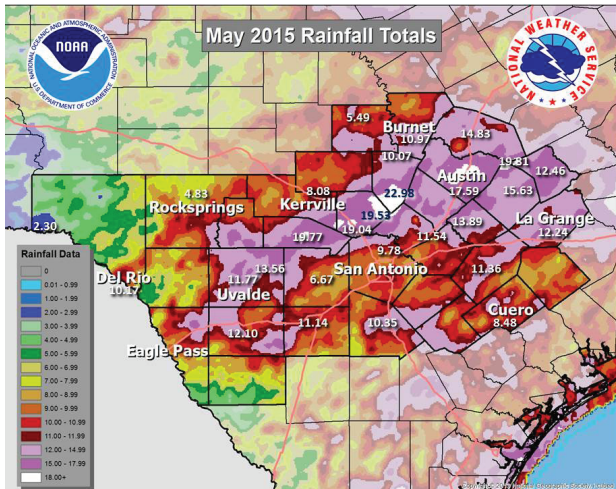 May 2015 Rainfall Totals
NOAA
NATIONAL OCEANIC AND ATMOSPHERIC ADMINISTRATION
U.S. DEPARTMENT OF COMMERCE
NATIONAL WEATHER SERVICE
5.49
Burnet
10.97
14.83
10.07
19.81
12.46
Austin
4.83
8.08
22.98
17.59
15.63
Rocksprings
Kerrville
19.53
13.89
La Grange
2.30
19.77
19.04
11.54
12.24
9.78
Rainfall Data
13.56
San Antonio
11.36
0
Del Rio
11.77
6.67
0.01 - 0.99
10.17
Uvalde
1.00 - 1.99
Cuero
2.00 - 2.99
11.14
10.35
8.48
3.00 - 3.99
12.10
4.00 - 4.99
Eagle Pass
5.00 - 5.99
6.00 - 6.99
7.00 - 7.99
8.00 - 8.99
9.00 - 9.99
10.00 - 10.99
11.00 - 11.99
12.00 - 14.99
15.00 - 17.99
18.00+